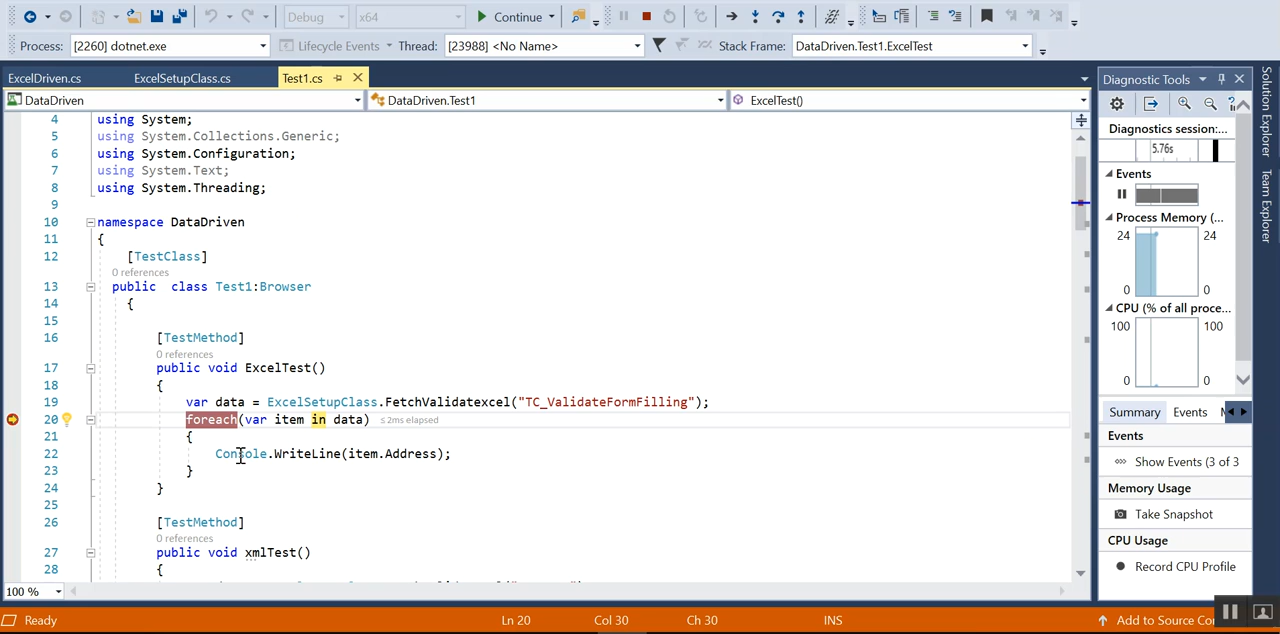 Debug x64 Continue
Process: [2260] dotnet.exe Lifecycle Events Thread: [23988] <No Name> Stack Frame: DataDriven.Test1.ExcelTest
ExcelDriven.cs ExcelSetupClass.cs Test1.cs
DataDriven DataDriven.Test1 ExcelTest()
4 using System;
5 using System.Collections.Generic;
6 using System.Configuration;
7 using System.Text;
8 using System.Threading;
9
10 namespace DataDriven
11 {
12 [TestClass]
0 references
13 public class Test1:Browser
14 {
15
16 [TestMethod]
0 references
17 public void ExcelTest()
18 {
19 var data = ExcelSetupClass.FetchValidatexcel("TC_ValidateFormFilling");
20 foreach(var item in data) ≤2ms elapsed
21 {
22 Console.WriteLine(item.Address);
23 }
24 }
25
26 [TestMethod]
0 references
27 public void xmlTest()
28 {
100 %
Diagnostic Tools
Diagnostics session:...
5.76s
Events
Process Memory (...
24 24
0 0
CPU (% of all proce...
100 100
0 0
Summary Events
Events
Show Events (3 of 3
Memory Usage
Take Snapshot
CPU Usage
Record CPU Profile
Solution Explorer
Team Explorer
Ready Ln 20 Col 30 Ch 30 INS Add to Source Co